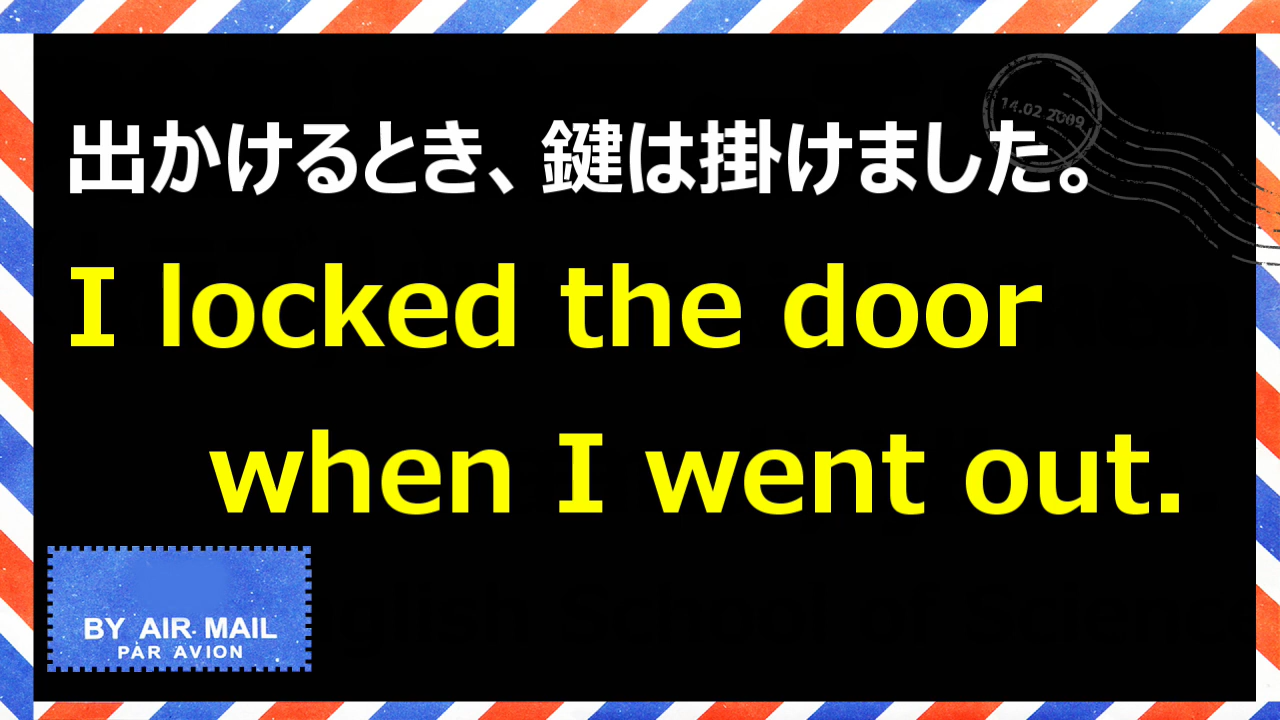 14.02 2009
出かけるとき、鍵は掛けました。
I locked the door
when I went out.
BY AIR MAIL
PAR AVION